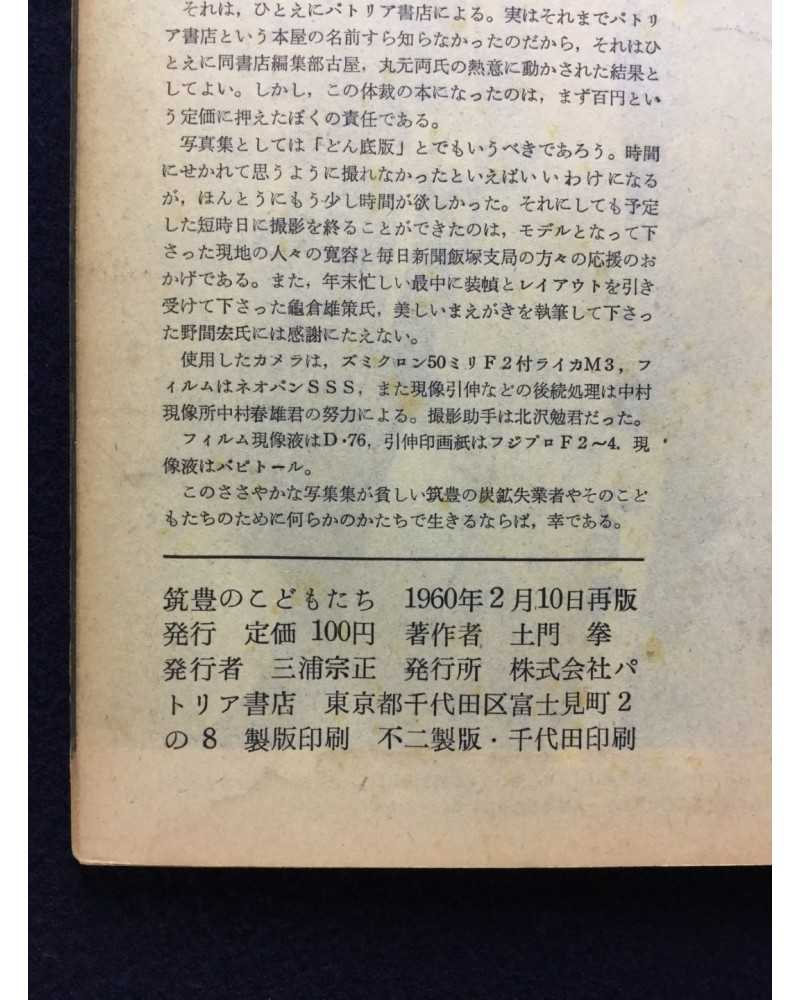 それは，ひとえにパトリア書店による。実はそれまでパトリ
ア書店という本屋の名前すら知らなかったのだから，それはひ
とえに同書店編集部古屋，丸元両氏の熱意に動かされた結果と
してよい。しかし，この体裁の本になったのは，まず百円とい
う定価に押えたぼくの責任である。
写真集としては「どん底版」とでもいうべきであろう。時間
にせかれて思うように撮れなかったといえばいいわけになる
が，ほんとうにもう少し時間が欲しかった。それにしても予定
した短時日に撮影を終ることができたのは，モデルとなって下
さった現地の人々の寛容と毎日新聞飯塚支局の方々の応援のお
かげである。また，年末忙しい最中に装幀とレイアウトを引き
受けて下さった亀倉雄策氏，美しいまえがきを執筆して下さっ
た野間宏氏には感謝にたえない。
使用したカメラは，ズミクロン50ミリＦ２付ライカＭ３，フ
ィルムはネオパンＳＳＳ，また現像引伸などの後続処理は中村
現像所中村春雄君の努力による。撮影助手は北沢勉君だった。
フィルム現像液はＤ・76，引伸印画紙はフジブロＦ２〜4．現
像液はパピトール。
このささやかな写集集が貧しい筑豊の炭鉱失業者やそのこど
もたちのために何らかのかたちで生きるならば，幸である。
筑豊のこどもたち　1960年２月10日再版
発行　定価 100円　著作者　土門　拳
発行者　三浦宗正　発行所　株式会社パ
トリア書店　東京都千代田区富士見町２
の８　製版印刷　不二製版・千代田印刷